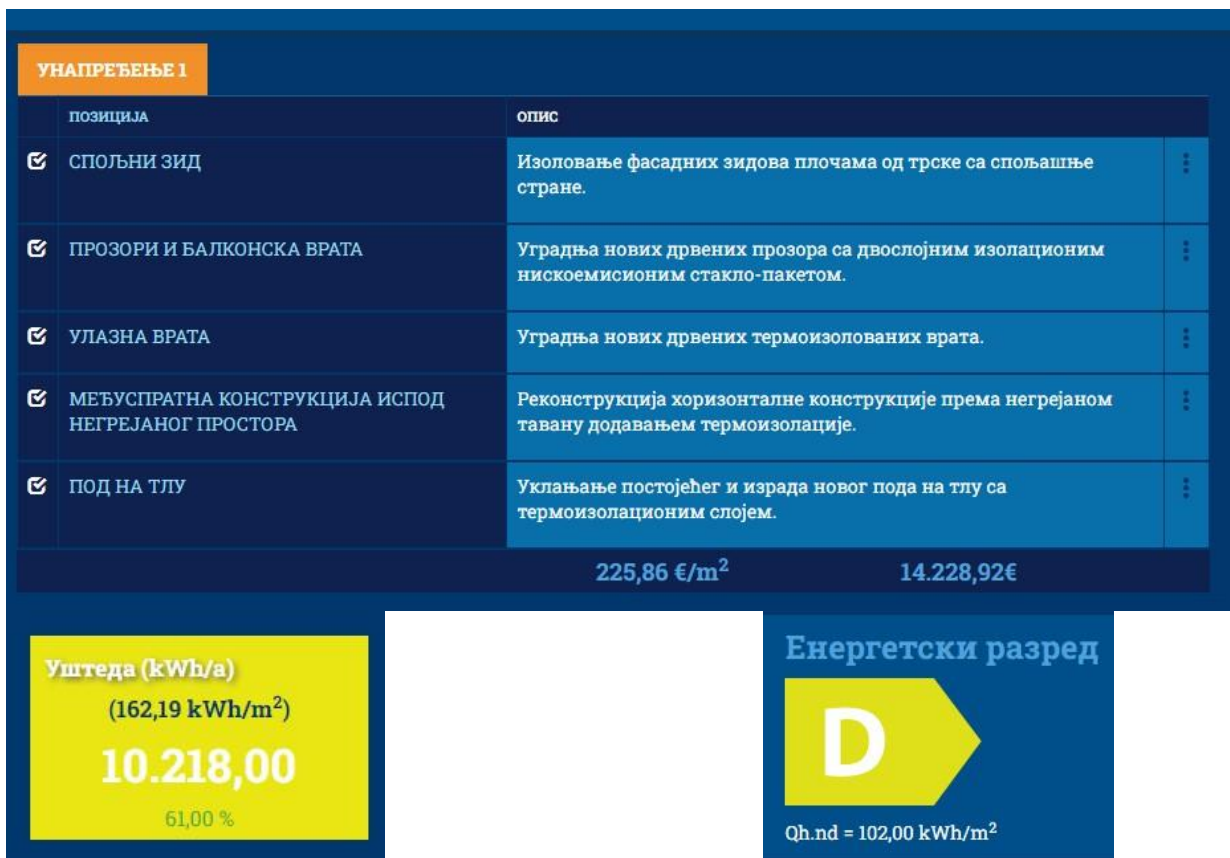 УНАПРЕЂЕЊЕ 1
ПОЗИЦИЈА
ОПИС
СПОЉНИ ЗИД
Изоловање фасадних зидова плочама од трске са спољашње
стране.
ПРОЗОРИ И БАЛКОНСКА ВРАТА
Уградња нових дрвених прозора са двослојним изолационим
нискоемисионим стакло-пакетом.
УЛАЗНА ВРАТА
Уградња нових дрвених термоизолованих врата.
МЕЂУСПРАТНА КОНСТРУКЦИЈА ИСПОД
НЕГРЕЈАНОГ ПРОСТОРА
Реконструкција хоризонталне конструкције према негрејаном
тавану додавањем термоизолације.
ПОД НА ТЛУ
Уклањање постојећег и израда новог пода на тлу са
термоизолационим слојем.
225,86 €/m²
14.228,92€
Уштеда (kWh/a)
(162,19 kWh/m²)
10.218,00
61,00 %
Енергетски разред
D
Qh.nd = 102,00 kWh/m²